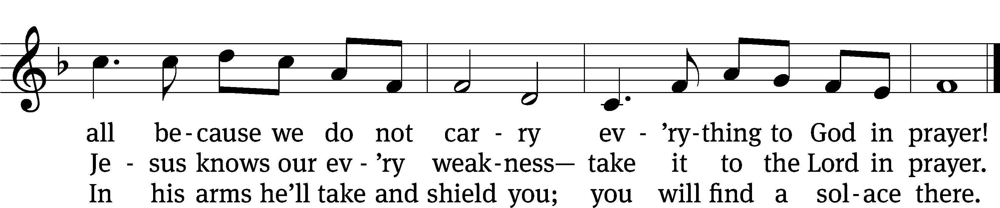 all be-cause we do not car - ry ev - ’ry-thing to God in prayer!
Je - sus knows our ev - ’ry weak-ness— take it to the Lord in prayer.
In his arms he’ll take and shield you; you will find a sol-ace there.